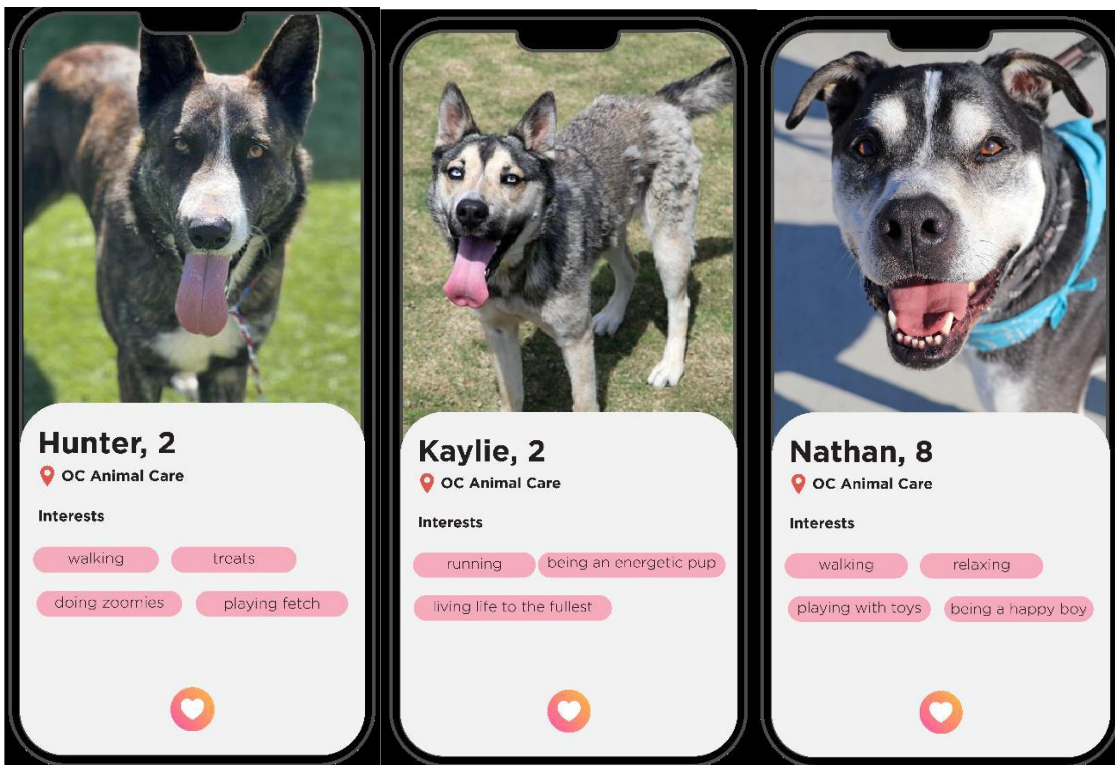 Hunter, 2
OC Animal Care
Interests
walking
treats
doing zoomies
playing fetch
Kaylie, 2
OC Animal Care
Interests
running
being an energetic pup
living life to the fullest
Nathan, 8
OC Animal Care
Interests
walking
relaxing
playing with toys
being a happy boy